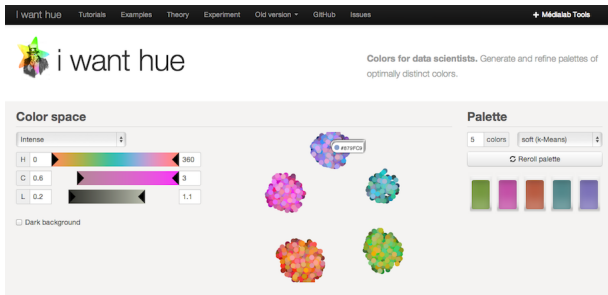 i want hue Tutorials Examples Theory Experiment Old version GitHub Issues + Médialab Tools
i want hue
Colors for data scientists. Generate and refine palettes of
optimally distinct colors.
Color space
Palette
Intense
5 colors soft (k-Means)
H 0 360
Reroll palette
C 0.6 3
L 0.2 1.1
Dark background